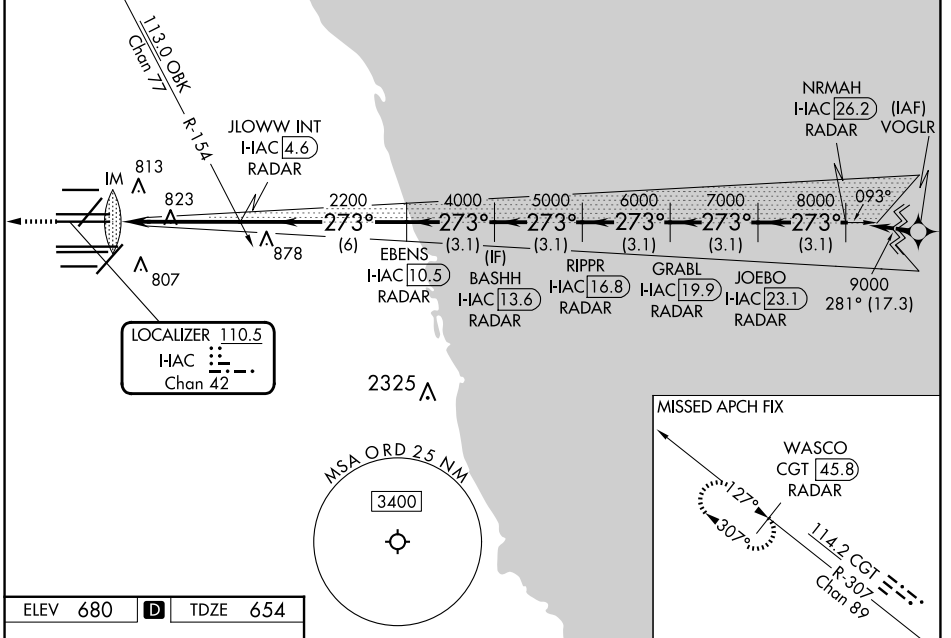 113.0 OBK
Chan 77
R-154
JLOWW INT
I-IAC 4.6
RADAR
NRMAH
I-IAC 26.2
RADAR
(IAF)
VOGLR
IM
813
823
878
807
2200
273°
(6)
4000
273°
(3.1)
5000
273°
(3.1)
6000
273°
(3.1)
7000
273°
(3.1)
8000
273°
(3.1)
093°
EBENS
I-IAC 10.5
RADAR
(IF)
BASHH
I-IAC 13.6
RADAR
RIPPR
I-IAC 16.8
RADAR
GRABL
I-IAC 19.9
RADAR
JOEBO
I-IAC 23.1
RADAR
9000
281° (17.3)
LOCALIZER 110.5
I-IAC
Chan 42
2325
MSA ORD 25 NM
3400
MISSED APCH FIX
WASCO
CGT 45.8
RADAR
127°
307°
114.2 CGT
R-307
Chan 89
ELEV 680 D TDZE 654